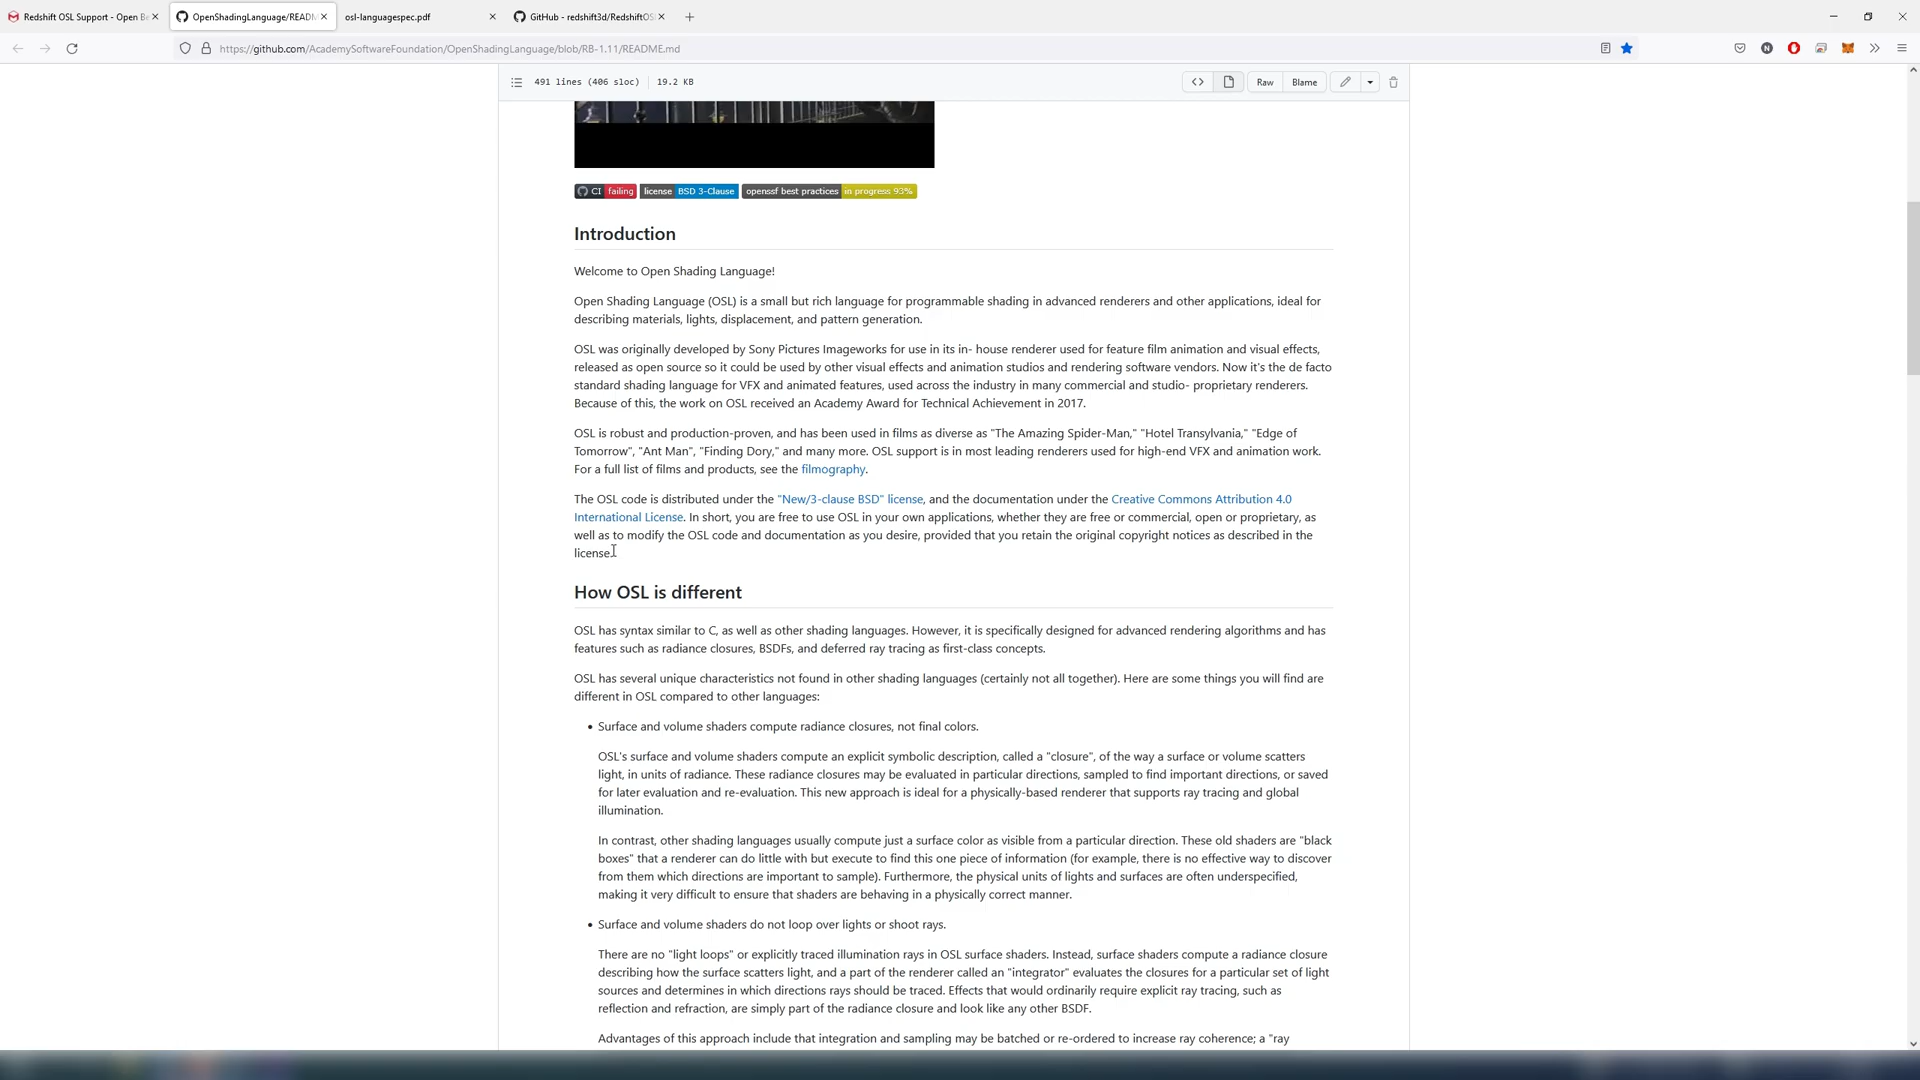 Redshift OSL Support - Open Be
OpenShadingLanguage/READM
osl-languagespec.pdf
GitHub - redshift3d/RedshiftOS
https://github.com/AcademySoftwareFoundation/OpenShadingLanguage/blob/RB-1.11/README.md
491 lines (406 sloc) 19.2 KB
Raw Blame
CI failing license BSD 3-Clause openssf best practices in progress 93%
Introduction
Welcome to Open Shading Language!
Open Shading Language (OSL) is a small but rich language for programmable shading in advanced renderers and other applications, ideal for
describing materials, lights, displacement, and pattern generation.
OSL was originally developed by Sony Pictures Imageworks for use in its in- house renderer used for feature film animation and visual effects,
released as open source so it could be used by other visual effects and animation studios and rendering software vendors. Now it's the de facto
standard shading language for VFX and animated features, used across the industry in many commercial and studio- proprietary renderers.
Because of this, the work on OSL received an Academy Award for Technical Achievement in 2017.
OSL is robust and production-proven, and has been used in films as diverse as "The Amazing Spider-Man," "Hotel Transylvania," "Edge of
Tomorrow", "Ant Man", "Finding Dory," and many more. OSL support is in most leading renderers used for high-end VFX and animation work.
For a full list of films and products, see the filmography.
The OSL code is distributed under the "New/3-clause BSD" license, and the documentation under the Creative Commons Attribution 4.0
International License. In short, you are free to use OSL in your own applications, whether they are free or commercial, open or proprietary, as
well as to modify the OSL code and documentation as you desire, provided that you retain the original copyright notices as described in the
license.
How OSL is different
OSL has syntax similar to C, as well as other shading languages. However, it is specifically designed for advanced rendering algorithms and has
features such as radiance closures, BSDFs, and deferred ray tracing as first-class concepts.
OSL has several unique characteristics not found in other shading languages (certainly not all together). Here are some things you will find are
different in OSL compared to other languages:
• Surface and volume shaders compute radiance closures, not final colors.
OSL's surface and volume shaders compute an explicit symbolic description, called a "closure", of the way a surface or volume scatters
light, in units of radiance. These radiance closures may be evaluated in particular directions, sampled to find important directions, or saved
for later evaluation and re-evaluation. This new approach is ideal for a physically-based renderer that supports ray tracing and global
illumination.
In contrast, other shading languages usually compute just a surface color as visible from a particular direction. These old shaders are "black
boxes" that a renderer can do little with but execute to find this one piece of information (for example, there is no effective way to discover
from them which directions are important to sample). Furthermore, the physical units of lights and surfaces are often underspecified,
making it very difficult to ensure that shaders are behaving in a physically correct manner.
• Surface and volume shaders do not loop over lights or shoot rays.
There are no "light loops" or explicitly traced illumination rays in OSL surface shaders. Instead, surface shaders compute a radiance closure
describing how the surface scatters light, and a part of the renderer called an "integrator" evaluates the closures for a particular set of light
sources and determines in which directions rays should be traced. Effects that would ordinarily require explicit ray tracing, such as
reflection and refraction, are simply part of the radiance closure and look like any other BSDF.
Advantages of this approach include that integration and sampling may be batched or re-ordered to increase ray coherence; a "ray